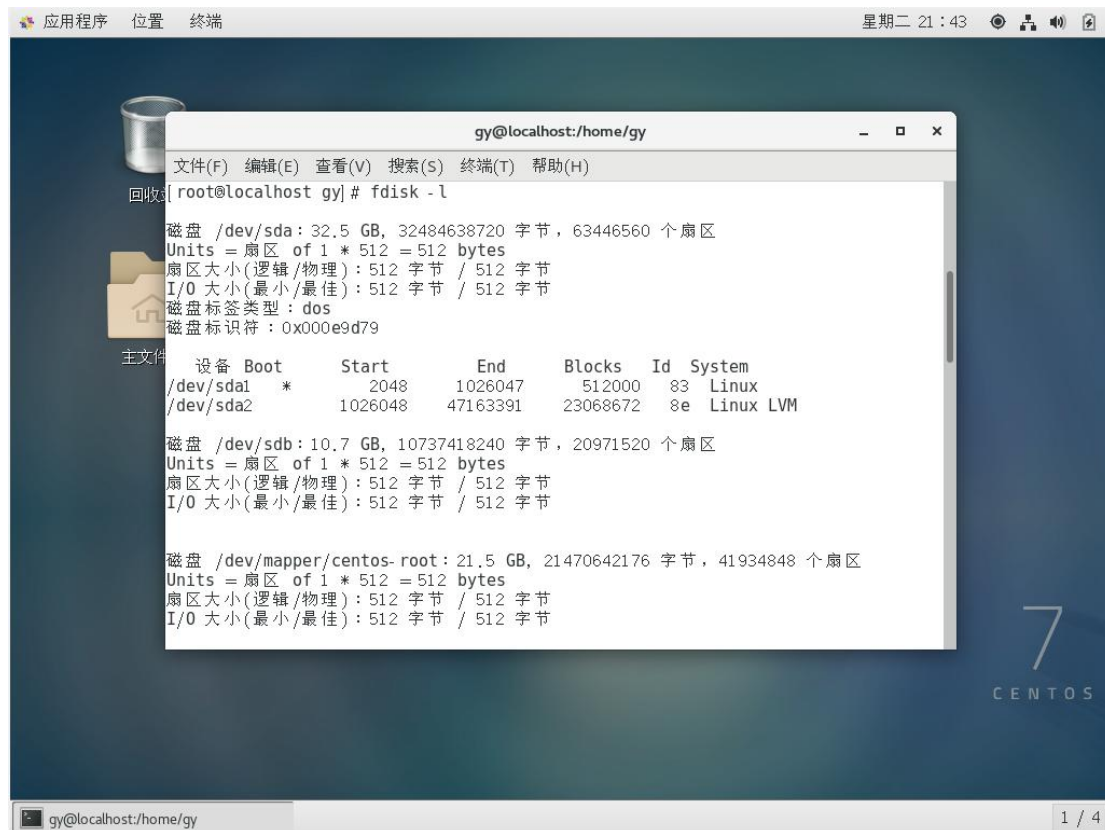 应用程序 位置 终端 星期二 21：43
gy@localhost:/home/gy
文件(F) 编辑(E) 查看(V) 搜索(S) 终端(T) 帮助(H)
回收
[root@localhost gy]# fdisk -l
磁盘 /dev/sda：32.5 GB, 32484638720 字节，63446560 个扇区
Units = 扇区 of 1 * 512 = 512 bytes
扇区大小(逻辑/物理)：512 字节 / 512 字节
I/O 大小(最小/最佳)：512 字节 / 512 字节
磁盘标签类型：dos
磁盘标识符：0x000e9d79
主文件
设备 Boot Start End Blocks Id System
/dev/sda1 * 2048 1026047 512000 83 Linux
/dev/sda2 1026048 47163391 23068672 8e Linux LVM
磁盘 /dev/sdb：10.7 GB, 10737418240 字节，20971520 个扇区
Units = 扇区 of 1 * 512 = 512 bytes
扇区大小(逻辑/物理)：512 字节 / 512 字节
I/O 大小(最小/最佳)：512 字节 / 512 字节
磁盘 /dev/mapper/centos-root：21.5 GB, 21470642176 字节，41934848 个扇区
Units = 扇区 of 1 * 512 = 512 bytes
扇区大小(逻辑/物理)：512 字节 / 512 字节
I/O 大小(最小/最佳)：512 字节 / 512 字节
7
CENTOS
gy@localhost:/home/gy 1 / 4